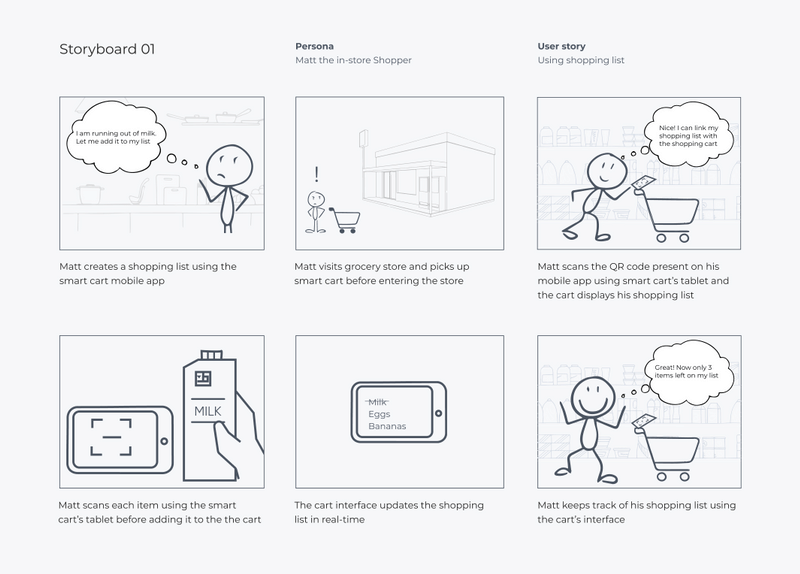 Storyboard 01
Persona
Matt the in-store Shopper
User story
Using shopping list
I am running out of milk.
Let me add it to my list
!
Nice! I can link my
shopping list with
the shopping cart
Matt creates a shopping list using the
smart cart mobile app
Matt visits grocery store and picks up
smart cart before entering the store
Matt scans the QR code present on his
mobile app using smart cart's tablet and
the cart displays his shopping list
MILK
Milk
Eggs
Bananas
Great! Now only 3
items left on my list
Matt scans each item using the smart
cart's tablet before adding it to the the cart
The cart interface updates the shopping
list in real-time
Matt keeps track of his shopping list using
the cart's interface